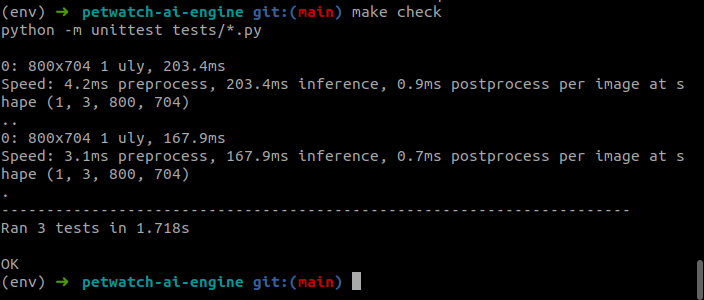 (env) ➜ petwatch-ai-engine git:(main) make check
python -m unittest tests/*.py

0: 800x704 1 uly, 203.4ms
Speed: 4.2ms preprocess, 203.4ms inference, 0.9ms postprocess per image at s
hape (1, 3, 800, 704)
..
0: 800x704 1 uly, 167.9ms
Speed: 3.1ms preprocess, 167.9ms inference, 0.7ms postprocess per image at s
hape (1, 3, 800, 704)
.
----------------------------------------------------------------------
Ran 3 tests in 1.718s

OK
(env) ➜ petwatch-ai-engine git:(main)